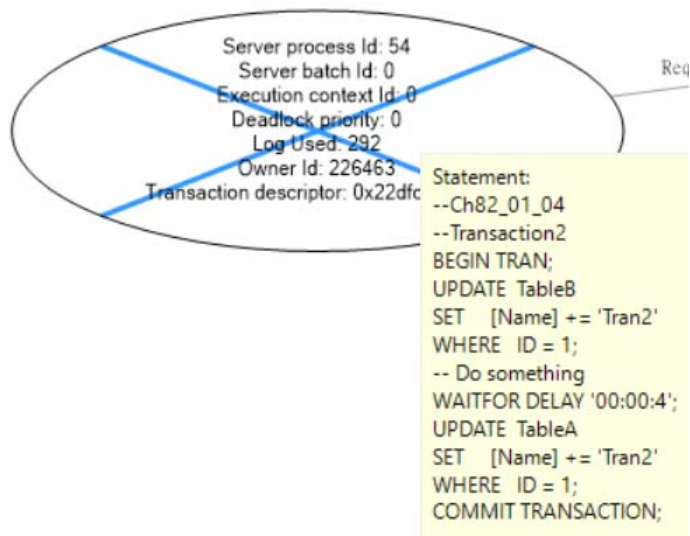 Server process Id: 54
Server batch Id: 0
Execution context Id: 0
Deadlock priority: 0
Log Used: 292
Owner Id: 226463
Transaction descriptor:
Statement:
--Ch82_01_04
--Transaction2
BEGIN TRAN;
UPDATE TableB
SET [Name] += 'Tran2'
WHERE ID = 1;
-- Do something
WAITFOR DELAY '00:00:4';
UPDATE TableA
SET [Name] += 'Tran2'
WHERE ID = 1;
COMMIT TRANSACTION;